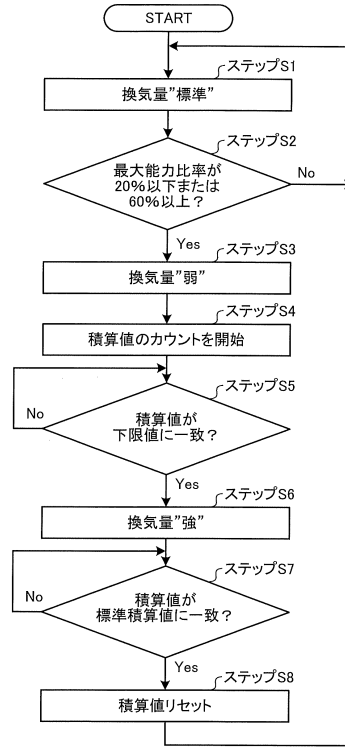 START
ステップS1
換気量”標準”
ステップS2
最大能力比率が
20%以下または
60%以上？
No
Yes
ステップS3
換気量”弱”
ステップS4
積算値のカウントを開始
ステップS5
積算値が
下限値に一致？
No
Yes
ステップS6
換気量”強”
ステップS7
積算値が
標準積算値に一致？
No
Yes
ステップS8
積算値リセット